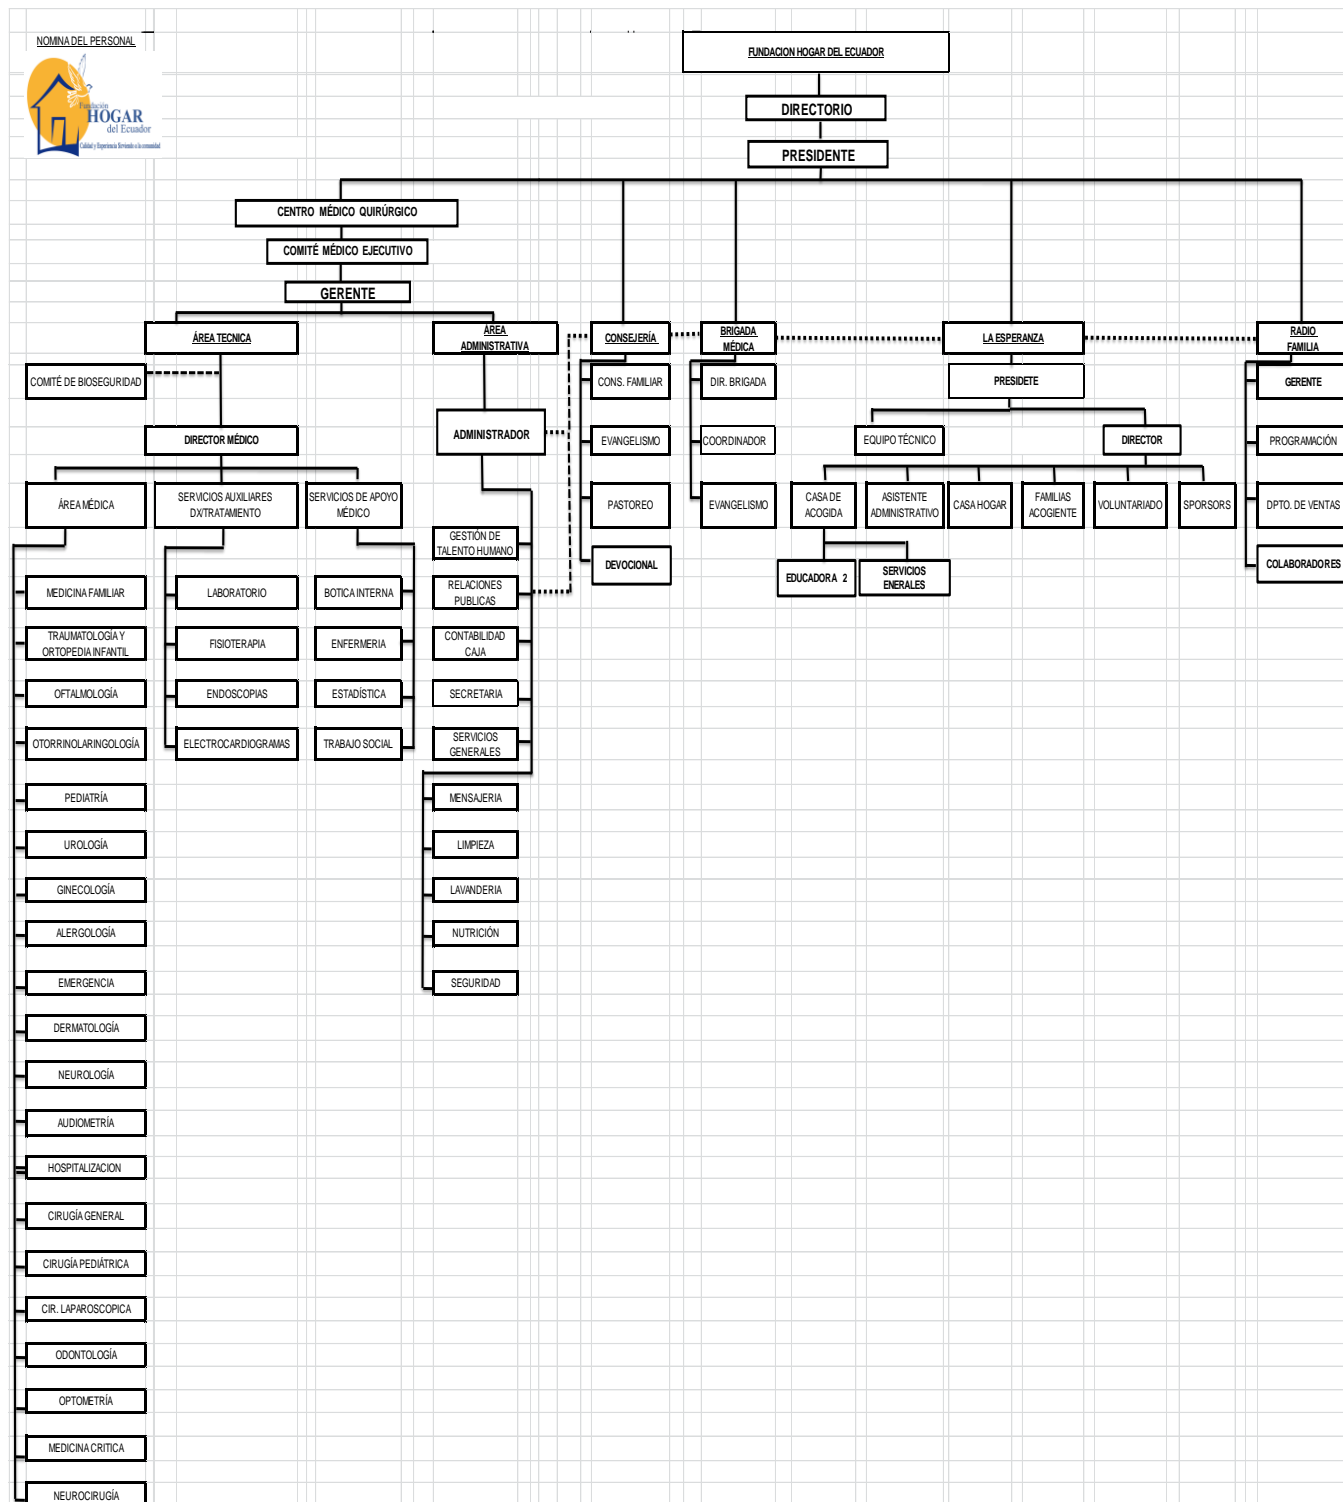 NOMINA DEL PERSONAL
Fundación
HOGAR
del Ecuador
Calidad y Experiencia Sirviendo a la comunidad
FUNDACION HOGAR DEL ECUADOR
DIRECTORIO
PRESIDENTE
CENTRO MÉDICO QUIRÚRGICO
COMITÉ MÉDICO EJECUTIVO
GERENTE
ÁREA TECNICA
ÁREA
ADMINISTRATIVA
CONSEJERÍA
BRIGADA
MÉDICA
LA ESPERANZA
RADIO
FAMILIA
COMITÉ DE BIOSEGURIDAD
CONS. FAMILIAR
DIR. BRIGADA
PRESIDETE
GERENTE
DIRECTOR MÉDICO
ADMINISTRADOR
EVANGELISMO
COORDINADOR
EQUIPO TÉCNICO
DIRECTOR
PROGRAMACIÓN
ÁREA MÉDICA
SERVICIOS AUXILIARES
DX/TRATAMIENTO
SERVICIOS DE APOYO
MÉDICO
PASTOREO
EVANGELISMO
CASA DE
ACOGIDA
ASISTENTE
ADMINISTRATIVO
CASA HOGAR
FAMILIAS
ACOGIENTE
VOLUNTARIADO
SPORSORS
DPTO. DE VENTAS
GESTIÓN DE
TALENTO HUMANO
DEVOCIONAL
EDUCADORA 2
SERVICIOS
ENERALES
COLABORADORES
MEDICINA FAMILIAR
LABORATORIO
BOTICA INTERNA
RELACIONES
PUBLICAS
TRAUMATOLOGÍA Y
ORTOPEDIA INFANTIL
FISIOTERAPIA
ENFERMERIA
CONTABILIDAD
CAJA
OFTALMOLOGÍA
ENDOSCOPIAS
ESTADÍSTICA
SECRETARIA
OTORRINOLARINGOLOGÍA
ELECTROCARDIOGRAMAS
TRABAJO SOCIAL
SERVICIOS
GENERALES
PEDIATRÍA
MENSAJERIA
UROLOGÍA
LIMPIEZA
GINECOLOGÍA
LAVANDERIA
ALERGOLOGÍA
NUTRICIÓN
EMERGENCIA
SEGURIDAD
DERMATOLOGÍA
NEUROLOGÍA
AUDIOMETRÍA
HOSPITALIZACION
CIRUGÍA GENERAL
CIRUGÍA PEDIÁTRICA
CIR. LAPAROSCOPICA
ODONTOLOGÍA
OPTOMETRÍA
MEDICINA CRITICA
NEUROCIRUGÍA